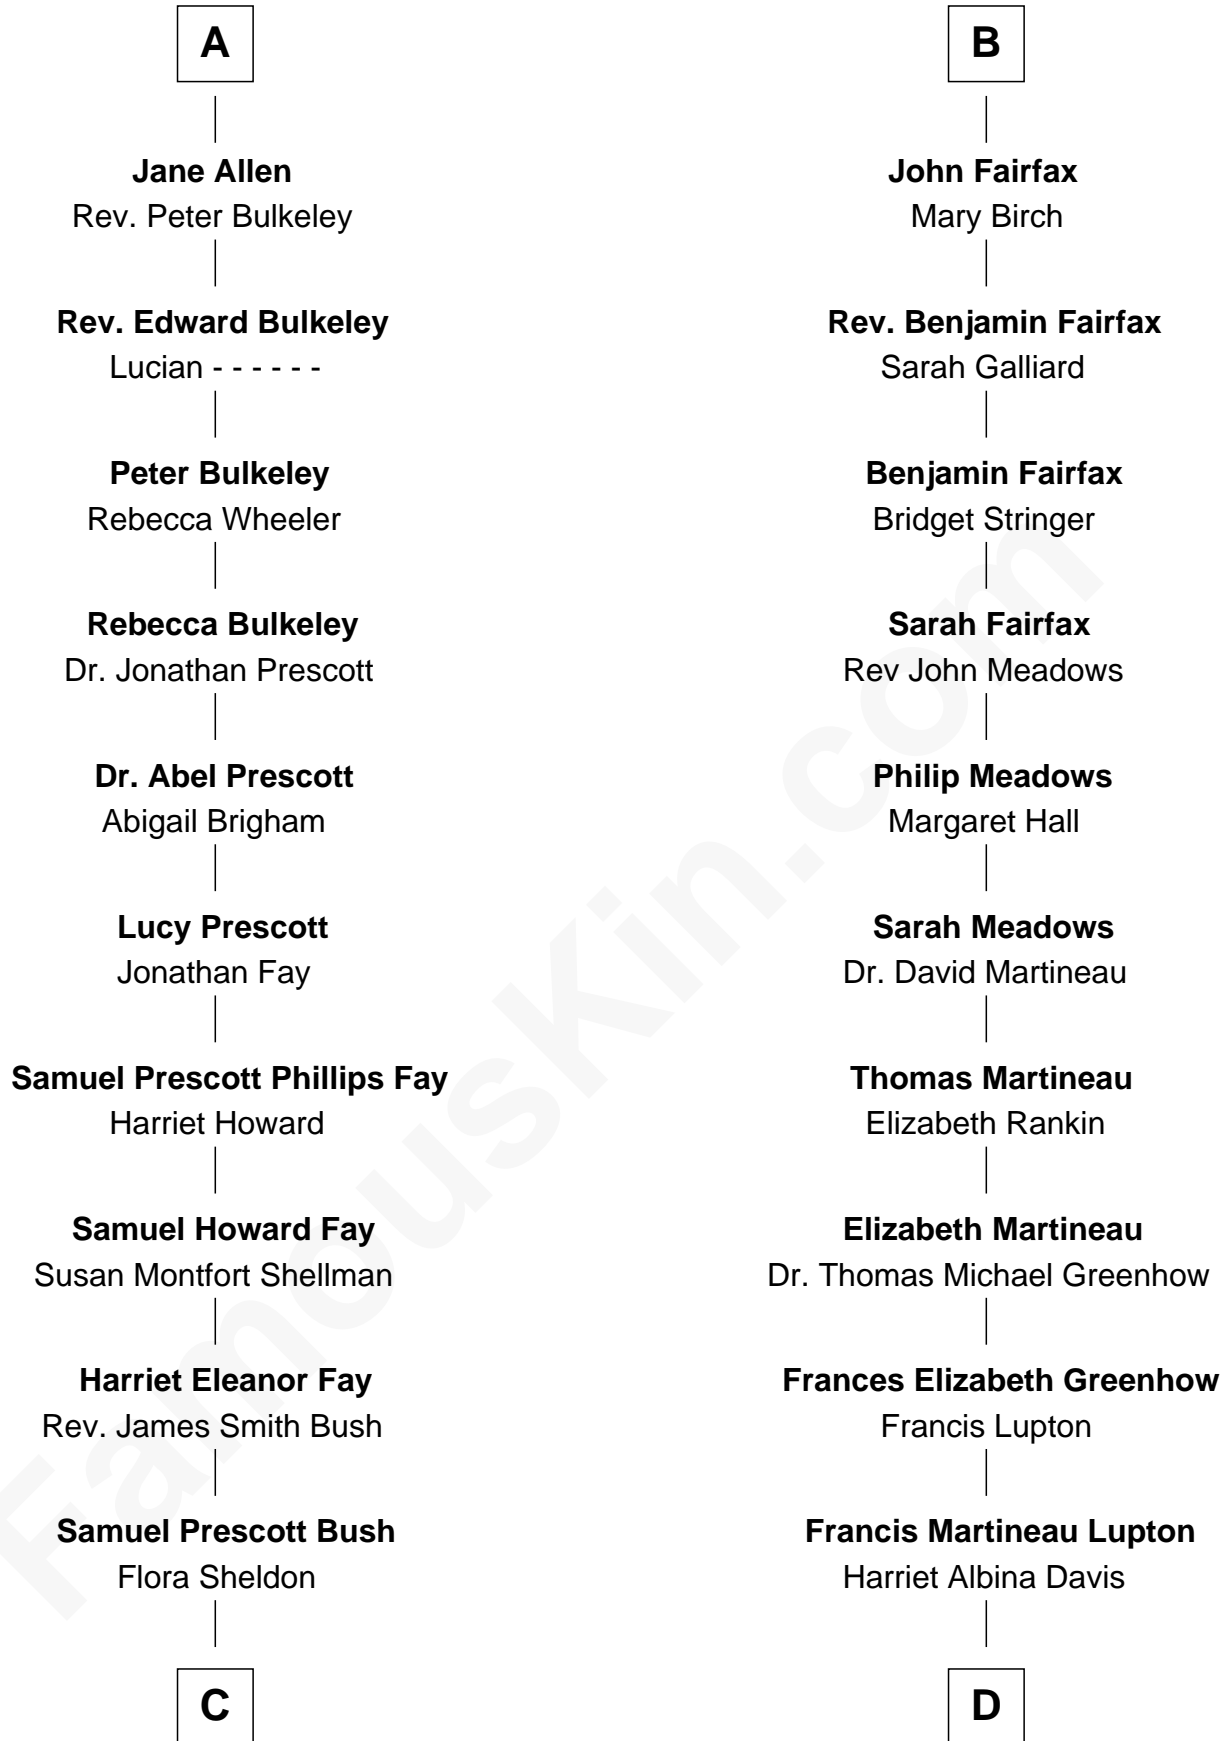 A
Jane Allen
Rev. Peter Bulkeley
Rev. Edward Bulkeley
Lucian - - - - - -
Peter Bulkeley
Rebecca Wheeler
Rebecca Bulkeley
Dr. Jonathan Prescott
Dr. Abel Prescott
Abigail Brigham
Lucy Prescott
Jonathan Fay
Samuel Prescott Phillips Fay
Harriet Howard
Samuel Howard Fay
Susan Montfort Shellman
Harriet Eleanor Fay
Rev. James Smith Bush
Samuel Prescott Bush
Flora Sheldon
C
B
John Fairfax
Mary Birch
Rev. Benjamin Fairfax
Sarah Galliard
Benjamin Fairfax
Bridget Stringer
Sarah Fairfax
Rev John Meadows
Philip Meadows
Margaret Hall
Sarah Meadows
Dr. David Martineau
Thomas Martineau
Elizabeth Rankin
Elizabeth Martineau
Dr. Thomas Michael Greenhow
Frances Elizabeth Greenhow
Francis Lupton
Francis Martineau Lupton
Harriet Albina Davis
D
FamousKin.com